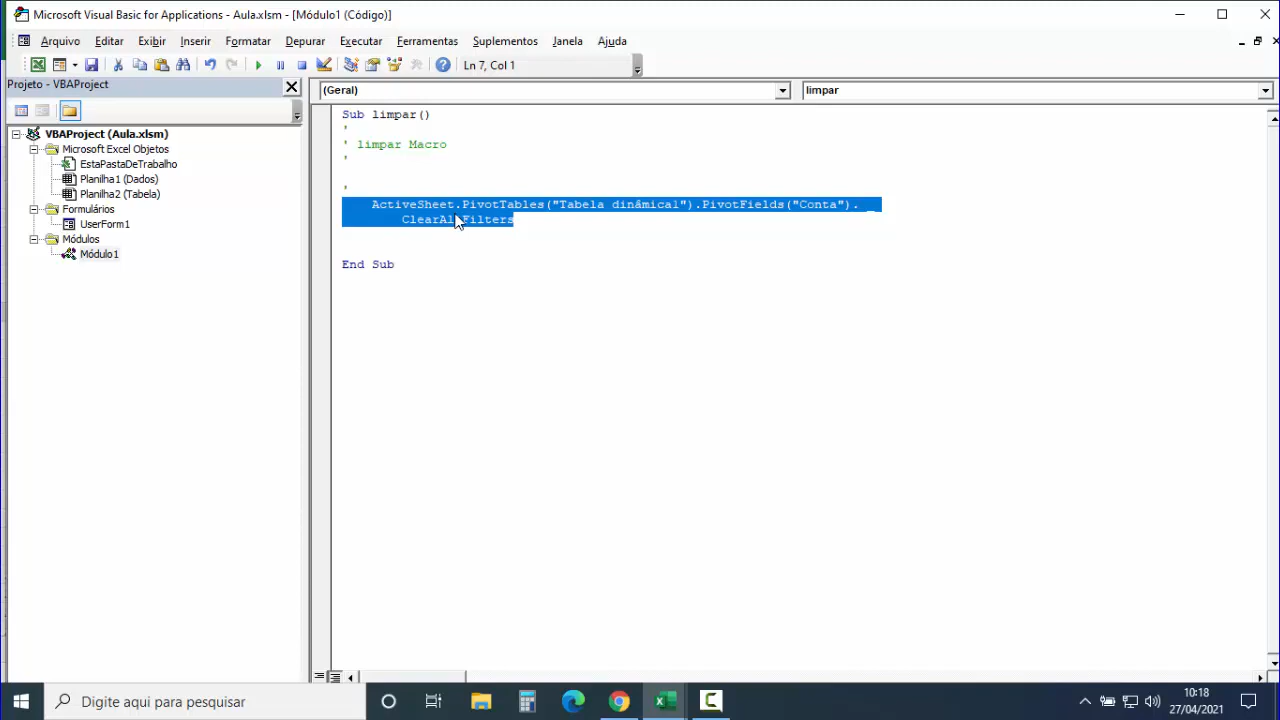 Microsoft Visual Basic for Applications - Aula.xlsm - [Módulo1 (Código)]
Arquivo Editar Exibir Inserir Formatar Depurar Executar Ferramentas Suplementos Janela Ajuda
Ln 7, Col 1
Projeto - VBAProject
(Geral)
limpar
VBAProject (Aula.xlsm)
Microsoft Excel Objetos
EstaPastaDeTrabalho
Planilha1 (Dados)
Planilha2 (Tabela)
Formulários
UserForm1
Módulos
Módulo1
Sub limpar()
'
' limpar Macro
'
'
ActiveSheet.PivotTables("Tabela dinâmica1").PivotFields("Conta"). _
ClearAllFilters
End Sub
Digite aqui para pesquisar
10:18
27/04/2021